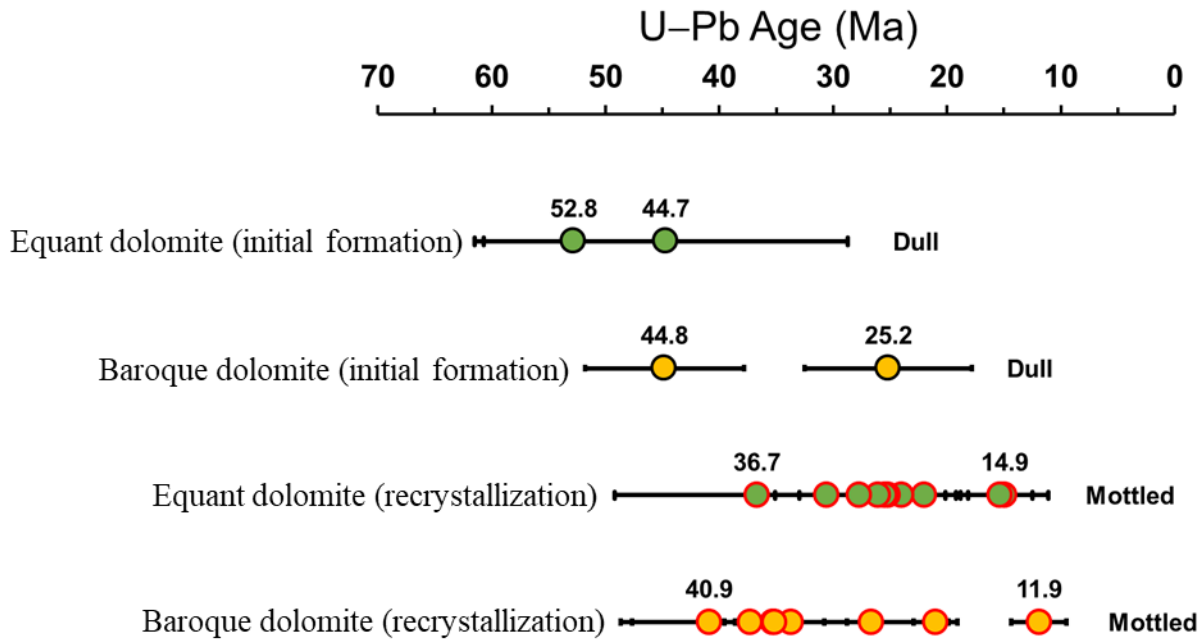 U–Pb Age (Ma)
70 60 50 40 30 20 10 0
52.8 44.7
Equant dolomite (initial formation) Dull
44.8 25.2
Baroque dolomite (initial formation) Dull
36.7 14.9
Equant dolomite (recrystallization) Mottled
40.9 11.9
Baroque dolomite (recrystallization) Mottled